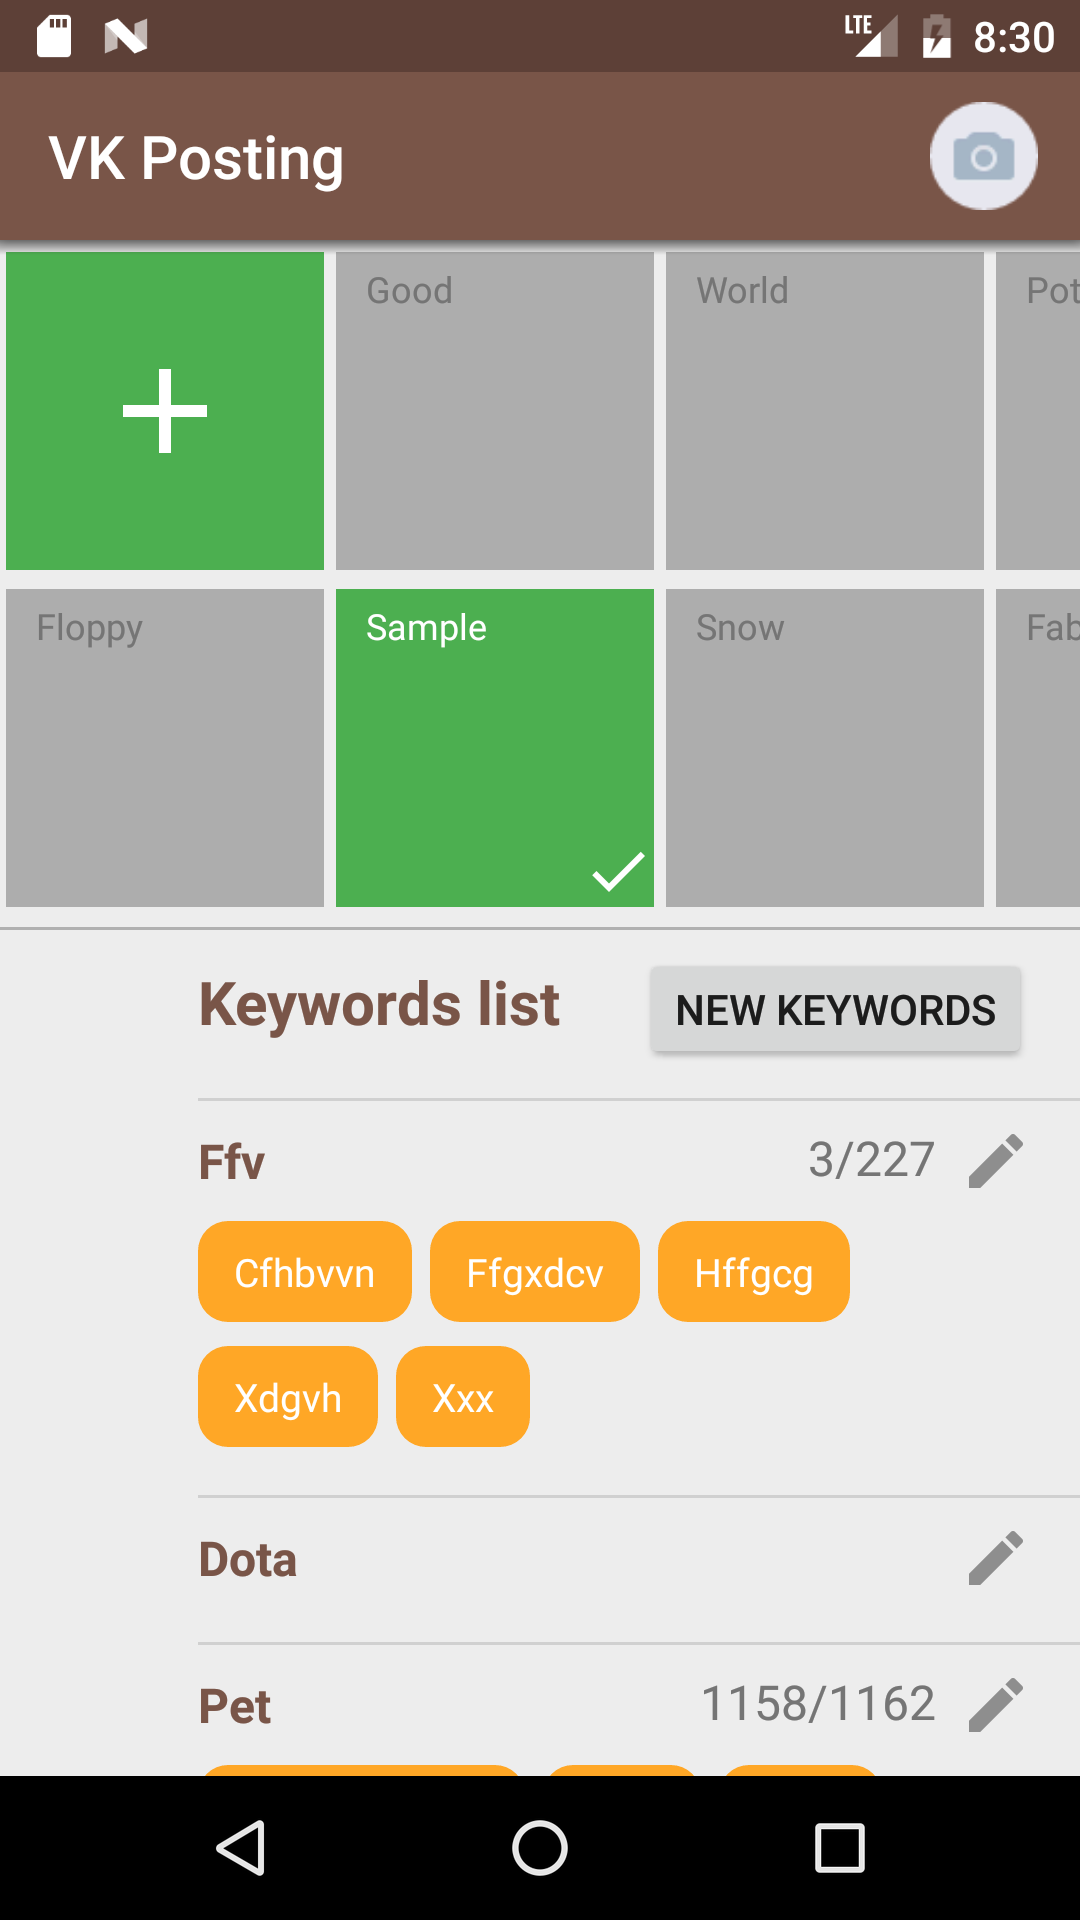 LTE 8:30
VK Posting
Good World Pot
Floppy Sample Snow Fab
Keywords list NEW KEYWORDS
Ffv 3/227
Cfhbvvn Ffgxdcv Hffgcg
Xdgvh Xxx
Dota
Pet 1158/1162